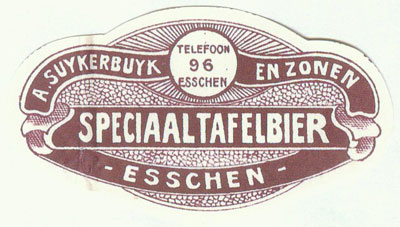 TELEFOON
96
ESSCHEN
A. SUYKERBUYK EN ZONEN
SPECIAALTAFELBIER
- ESSCHEN -